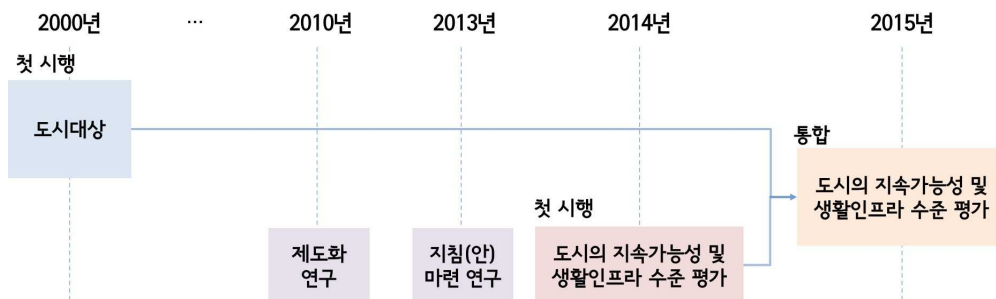 2000년 … 2010년 2013년 2014년 2015년
첫 시행
도시대상
통합
도시의 지속가능성 및
생활인프라 수준 평가
첫 시행
제도화
연구
지침(안)
마련 연구
도시의 지속가능성 및
생활인프라 수준 평가